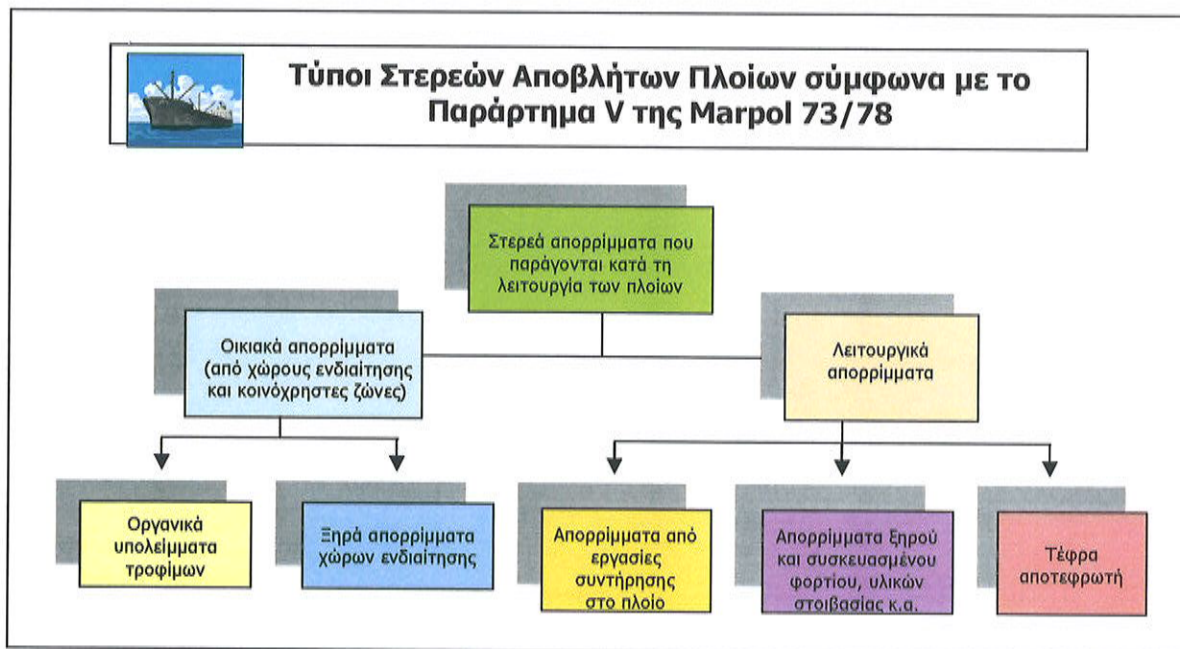 Τύποι Στερεών Αποβλήτων Πλοίων σύμφωνα με το
Παράρτημα V της Marpol 73/78
Στερεά απορρίμματα που
παράγονται κατά τη
λειτουργία των πλοίων
Οικιακά απορρίμματα
(από χώρους ενδιαίτησης
και κοινόχρηστες ζώνες)
Λειτουργικά
απορρίμματα
Οργανικά
υπολείμματα
τροφίμων
Ξηρά απορρίμματα
χώρων ενδιαίτησης
Απορρίμματα από
εργασίες
συντήρησης
στο πλοίο
Απορρίμματα ξηρού
και συσκευασμένου
φορτίου, υλικών
στοιβασίας κ.α.
Τέφρα
αποτεφρωτή